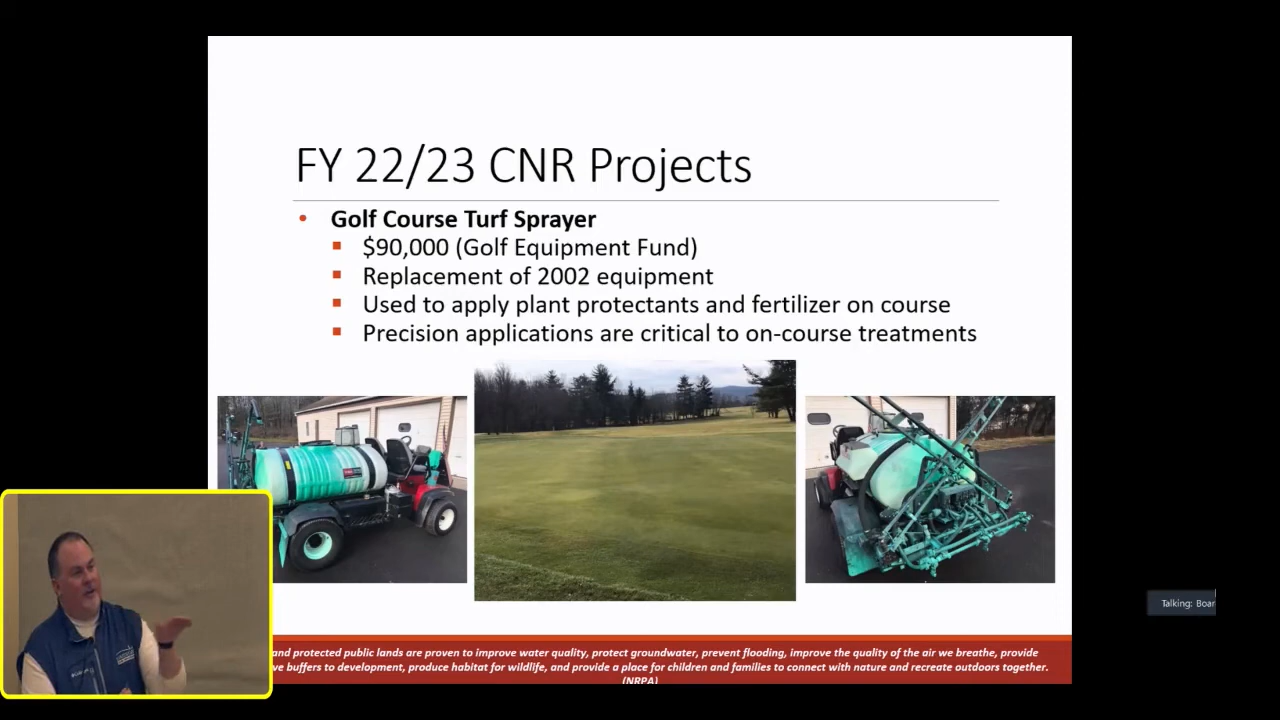 FY 22/23 CNR Projects
Golf Course Turf Sprayer
$90,000 (Golf Equipment Fund)
Replacement of 2002 equipment
Used to apply plant protectants and fertilizer on course
Precision applications are critical to on-course treatments
and protected public lands are proven to improve water quality, protect groundwater, prevent flooding, improve the quality of the air we breathe, provide
buffers to development, produce habitat for wildlife, and provide a place for children and families to connect with nature and recreate outdoors together.
(NRPA)
Talking: Boar